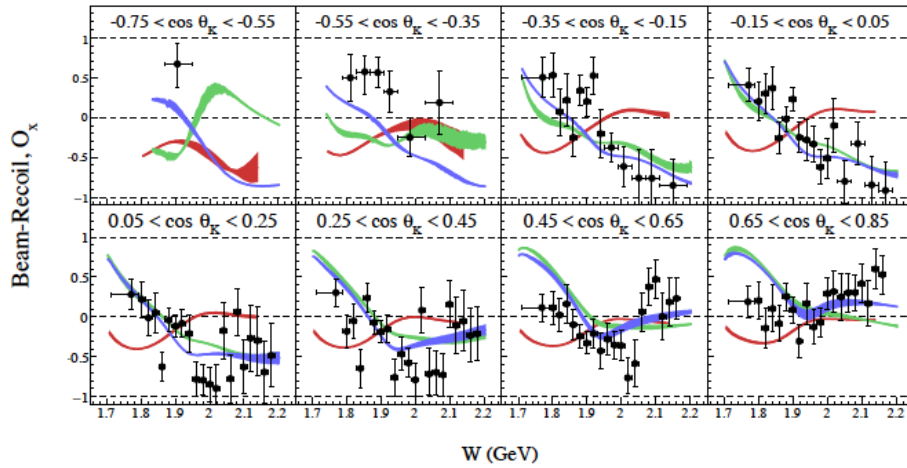 -0.75 < cos θK < -0.55
-0.55 < cos θK < -0.35
-0.35 < cos θK < -0.15
-0.15 < cos θK < 0.05
1
0.5
0
-0.5
-1
Beam-Recoil, Ox
0.05 < cos θK < 0.25
0.25 < cos θK < 0.45
0.45 < cos θK < 0.65
0.65 < cos θK < 0.85
1
0.5
0
-0.5
-1
1.7 1.8 1.9 2 2.1 2.2 1.7 1.8 1.9 2 2.1 2.2 1.7 1.8 1.9 2 2.1 2.2 1.7 1.8 1.9 2 2.1 2.2
W (GeV)